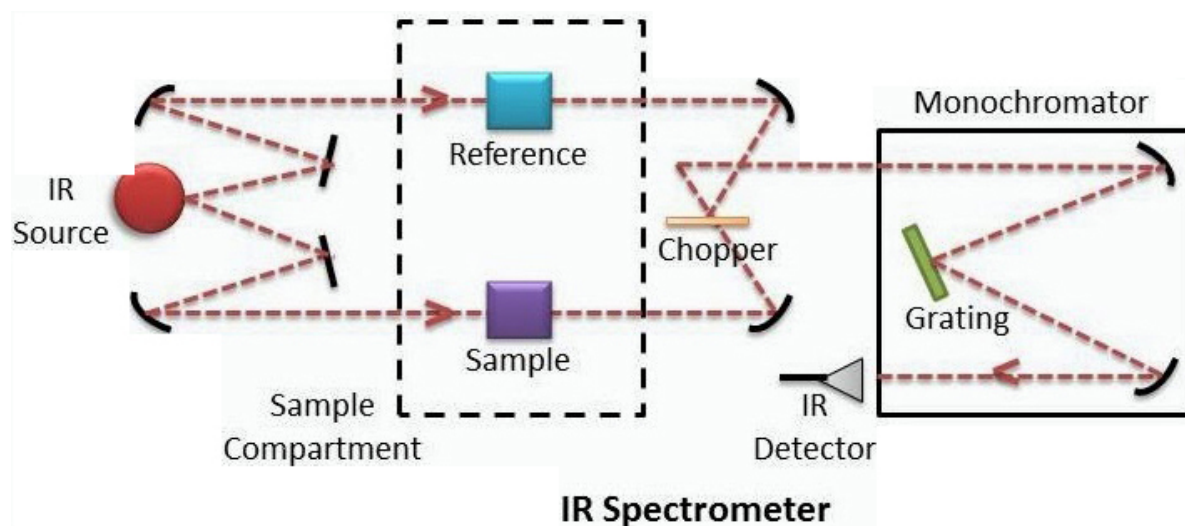 Monochromator
Reference
IR
Source
Chopper
Grating
Sample
Sample
Compartment
IR
Detector
IR Spectrometer